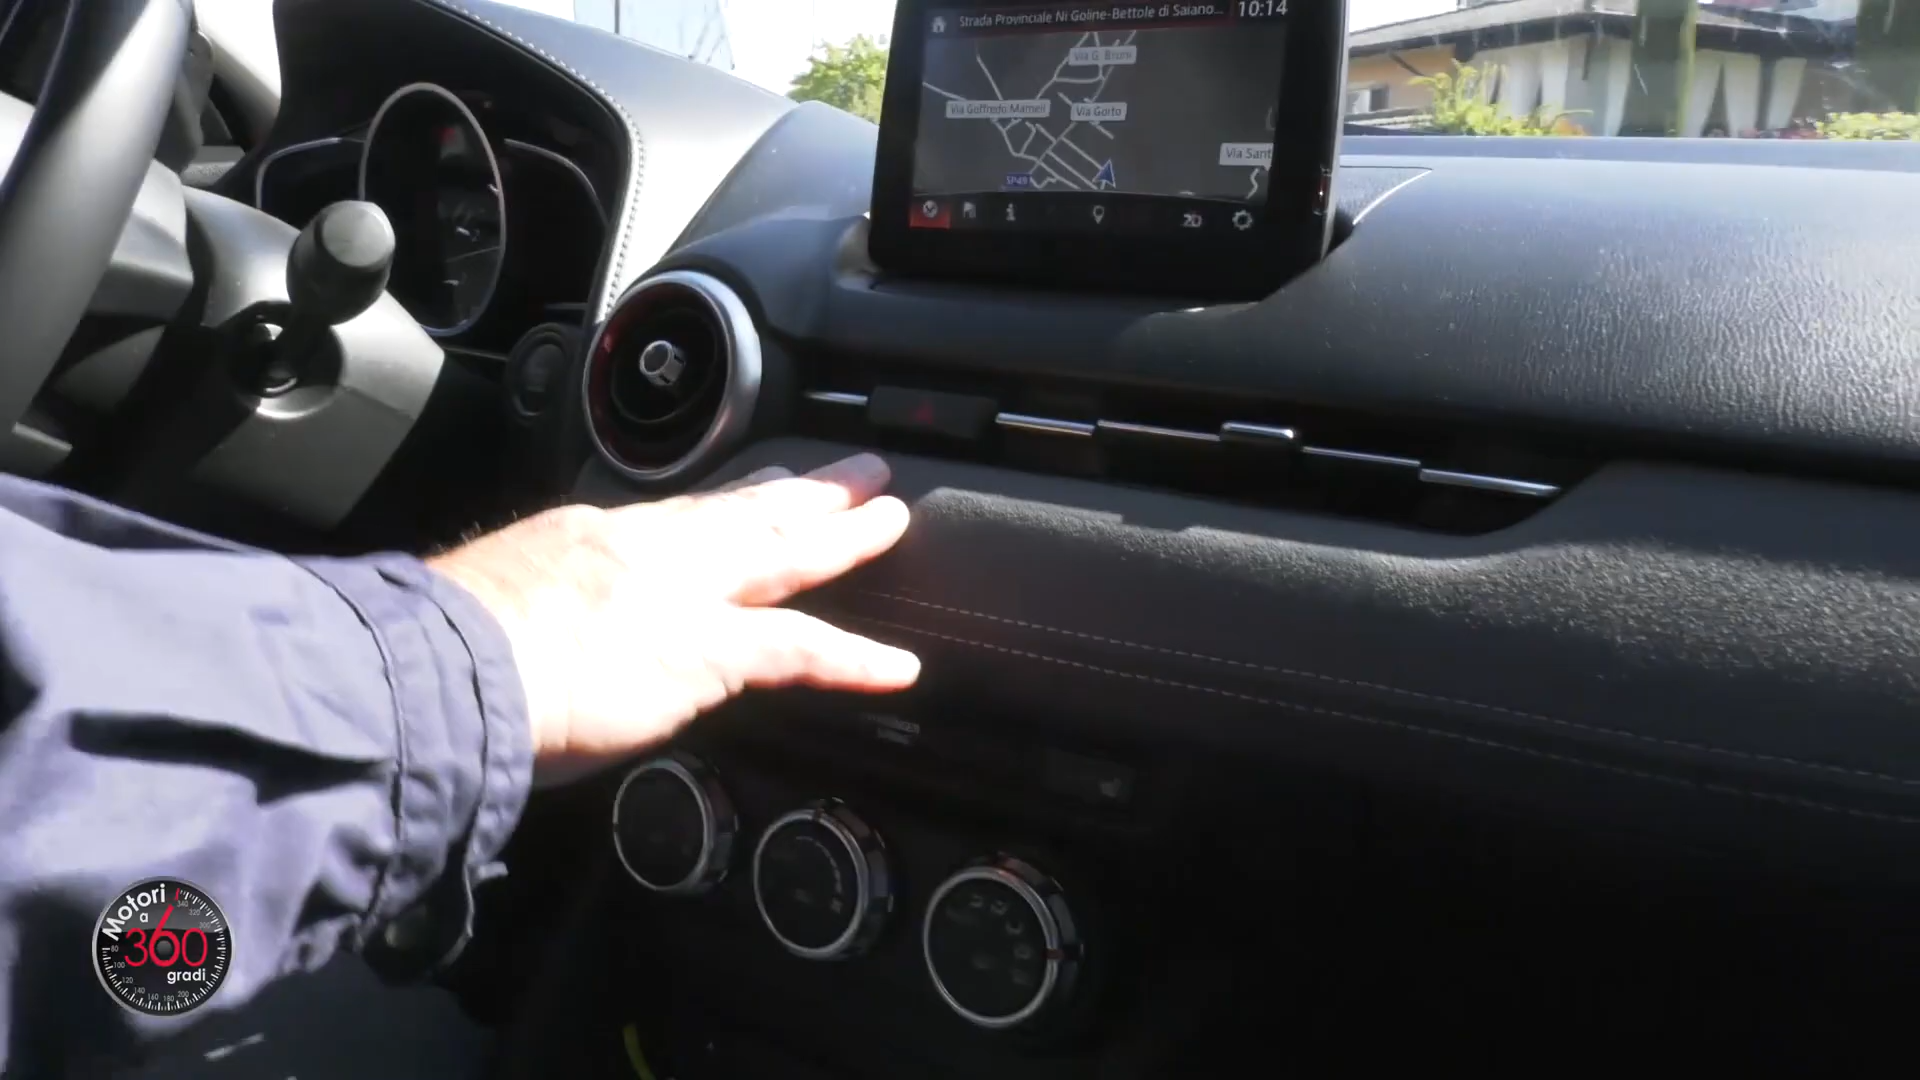 Strada Provinciale Ni Goline-Bettole di Saiano... 10:14
Via G. Bruni
Via Goffredo Mameli
Via Gorto
Via Sant
SP49
2D
Motori
a
360
gradi